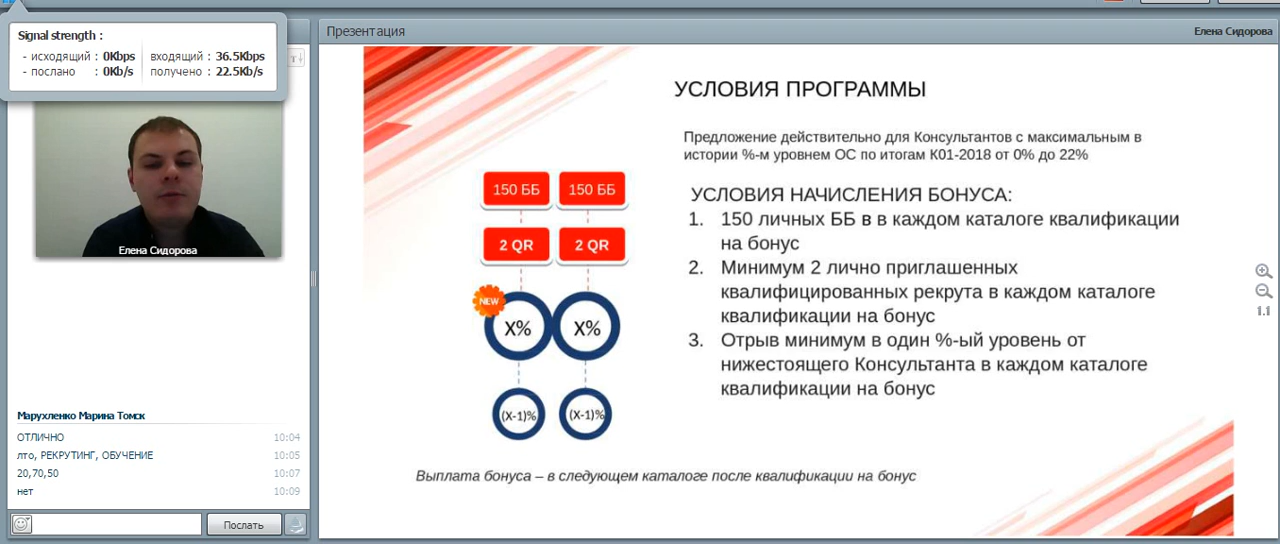 Signal strength :
- исходящий : 0Kbps входящий : 36.5Kbps
- послано : 0Kb/s получено : 22.5Kb/s
Елена Сидорова
Марухленко Марина Томск
ОТЛИЧНО 10:04
лто, РЕКРУТИНГ, ОБУЧЕНИЕ 10:05
20,70,50 10:07
нет 10:09
Послать
Презентация
Елена Сидорова
УСЛОВИЯ ПРОГРАММЫ
Предложение действительно для Консультантов с максимальным в
истории %-м уровнем ОС по итогам К01-2018 от 0% до 22%
150 ББ 150 ББ
2 QR 2 QR
NEW
X% X%
(X-1)% (X-1)%
УСЛОВИЯ НАЧИСЛЕНИЯ БОНУСА:
1. 150 личных ББ в в каждом каталоге квалификации
на бонус
2. Минимум 2 лично приглашенных
квалифицированных рекрута в каждом каталоге
квалификации на бонус
3. Отрыв минимум в один %-ый уровень от
нижестоящего Консультанта в каждом каталоге
квалификации на бонус
Выплата бонуса – в следующем каталоге после квалификации на бонус
1.1